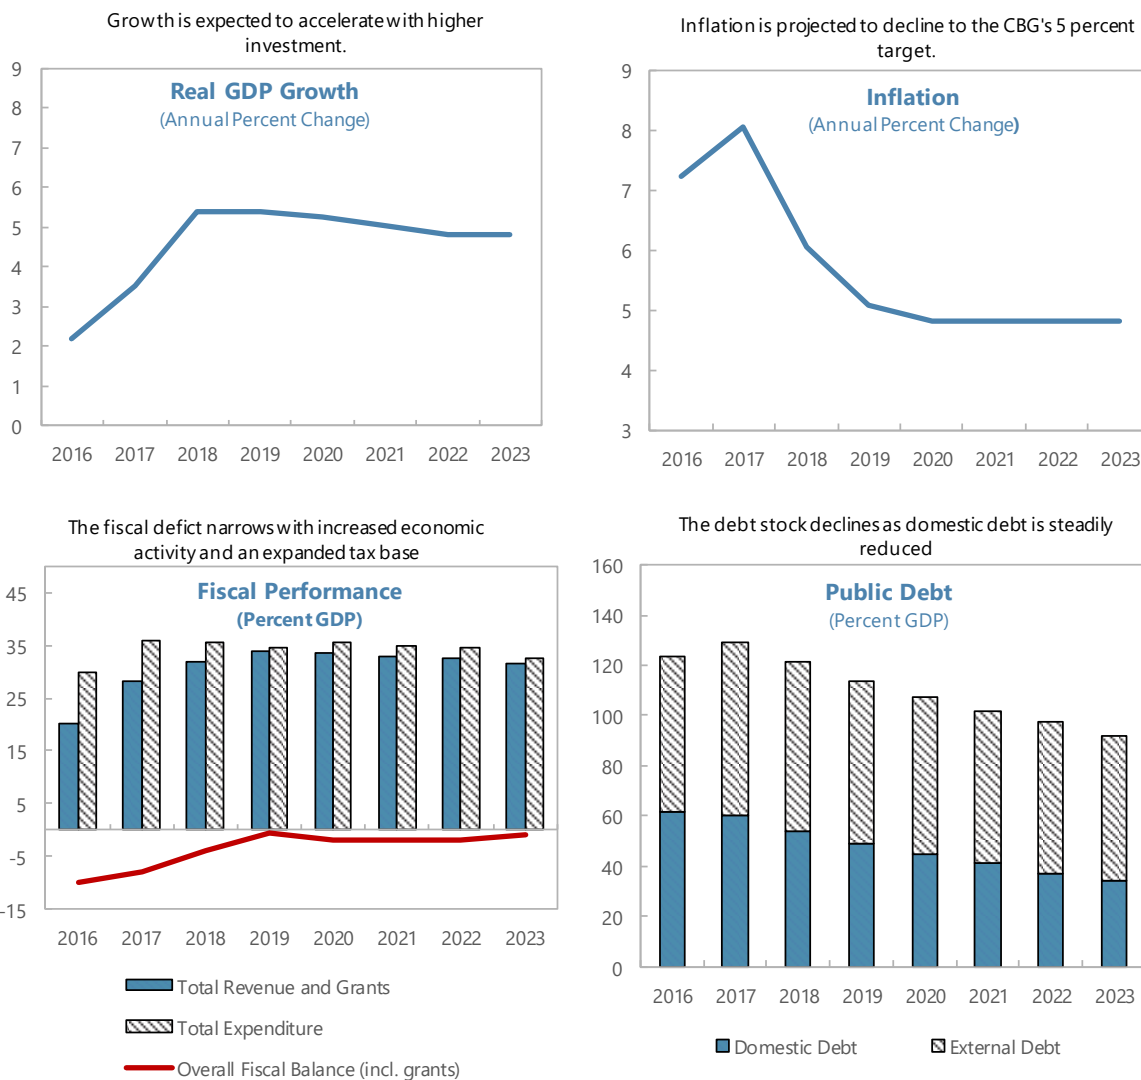 Growth is expected to accelerate with higher
investment.
Real GDP Growth
(Annual Percent Change)
9
8
7
6
5
4
3
2
1
0
2016 2017 2018 2019 2020 2021 2022 2023
Inflation is projected to decline to the CBG's 5 percent
target.
Inflation
(Annual Percent Change)
9
8
7
6
5
4
3
2016 2017 2018 2019 2020 2021 2022 2023
The fiscal defict narrows with increased economic
activity and an expanded tax base
Fiscal Performance
(Percent GDP)
45
35
25
15
5
-5
-15
2016 2017 2018 2019 2020 2021 2022 2023
Total Revenue and Grants
Total Expenditure
Overall Fiscal Balance (incl. grants)
The debt stock declines as domestic debt is steadily
reduced
Public Debt
(Percent GDP)
160
140
120
100
80
60
40
20
0
2016 2017 2018 2019 2020 2021 2022 2023
Domestic Debt External Debt